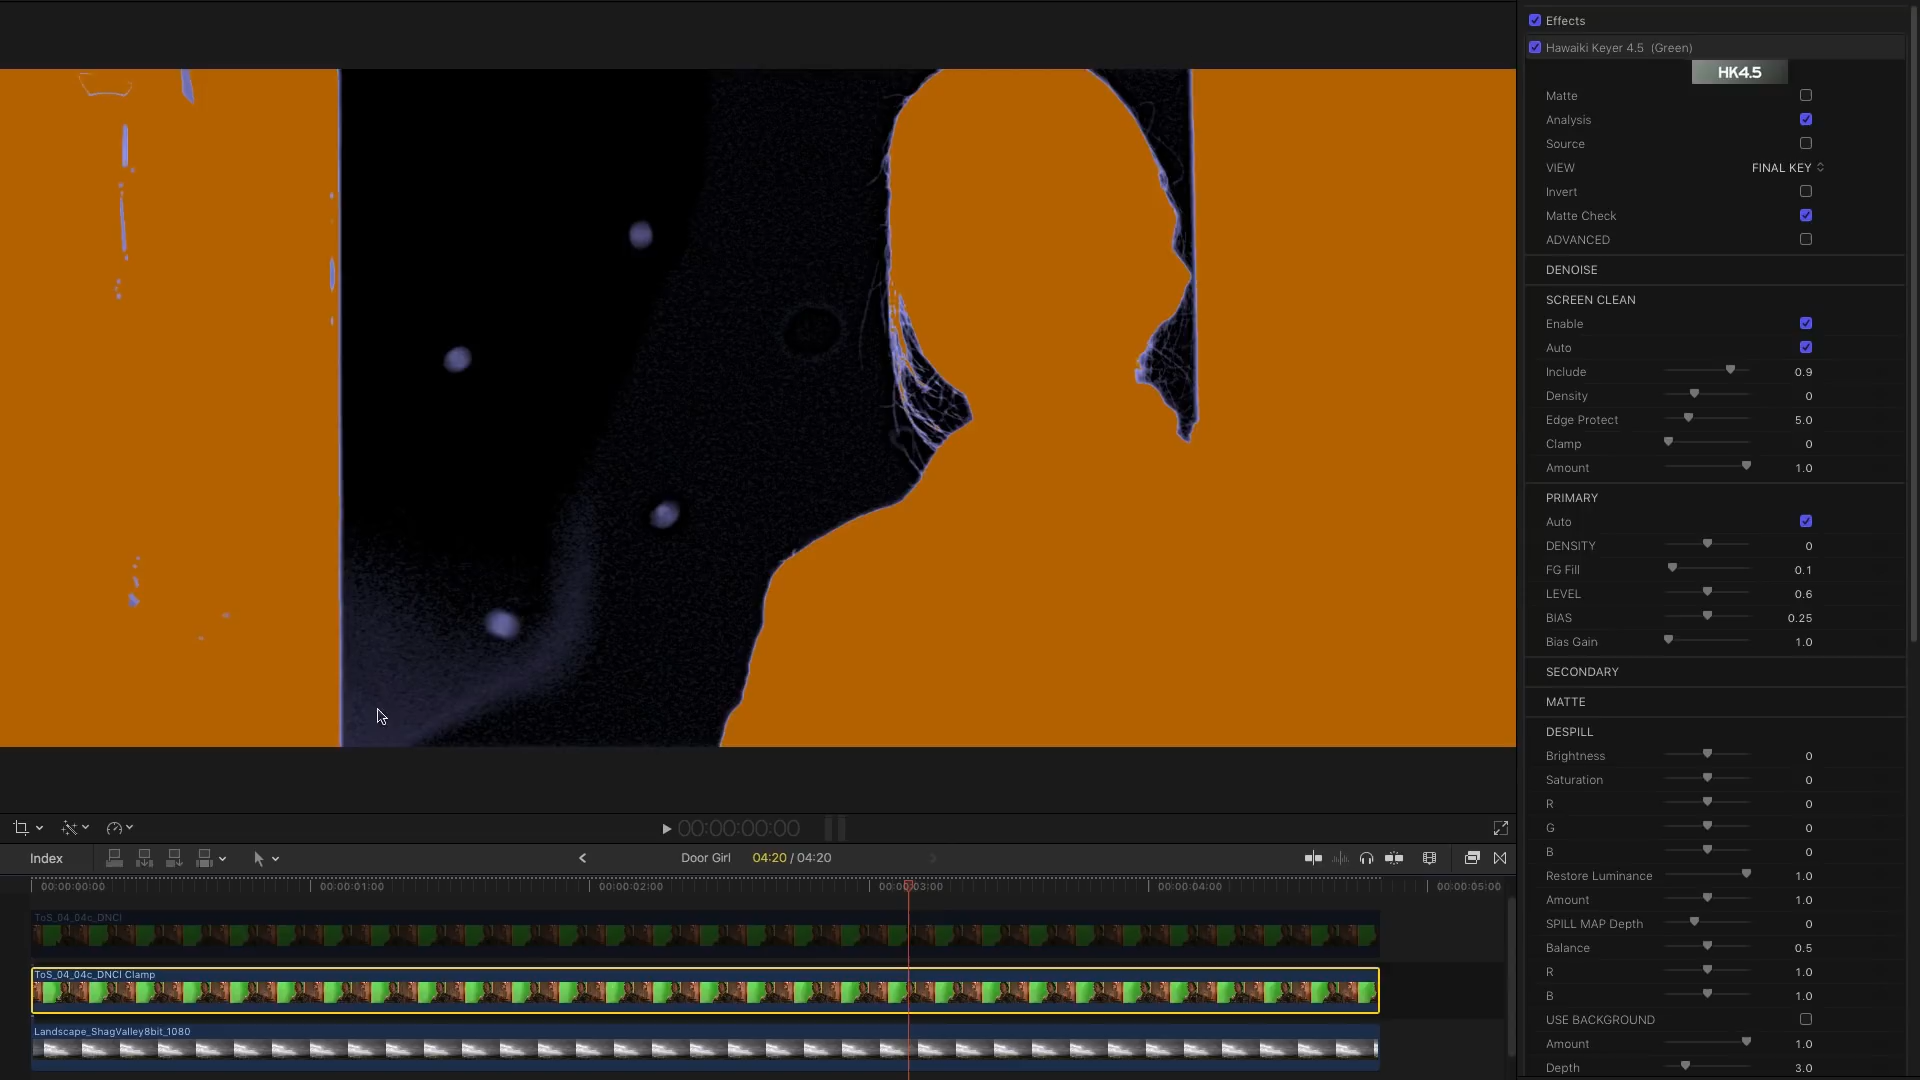 Effects
Hawaiki Keyer 4.5 (Green)
HK4.5
Matte
Analysis
Source
VIEW FINAL KEY
Invert
Matte Check
ADVANCED
DENOISE
SCREEN CLEAN
Enable
Auto
Include 0.9
Density 0
Edge Protect 5.0
Clamp 0
Amount 1.0
PRIMARY
Auto
DENSITY 0
FG Fill 0.1
LEVEL 0.6
BIAS 0.25
Bias Gain 1.0
SECONDARY
MATTE
DESPILL
Brightness 0
Saturation 0
R 0
G 0
B 0
Restore Luminance 1.0
Amount 1.0
SPILL MAP Depth 0
Balance 0.5
R 1.0
B 1.0
USE BACKGROUND
Amount 1.0
Depth 3.0
00:00:00:00
Index Door Girl 04:20 / 04:20
00:00:00:00 00:00:01:00 00:00:02:00 00:00:03:00 00:00:04:00 00:00:05:00
ToS_04_04c_DNCI
ToS_04_04c_DNCI Clamp
Landscape_ShagValley8bit_1080